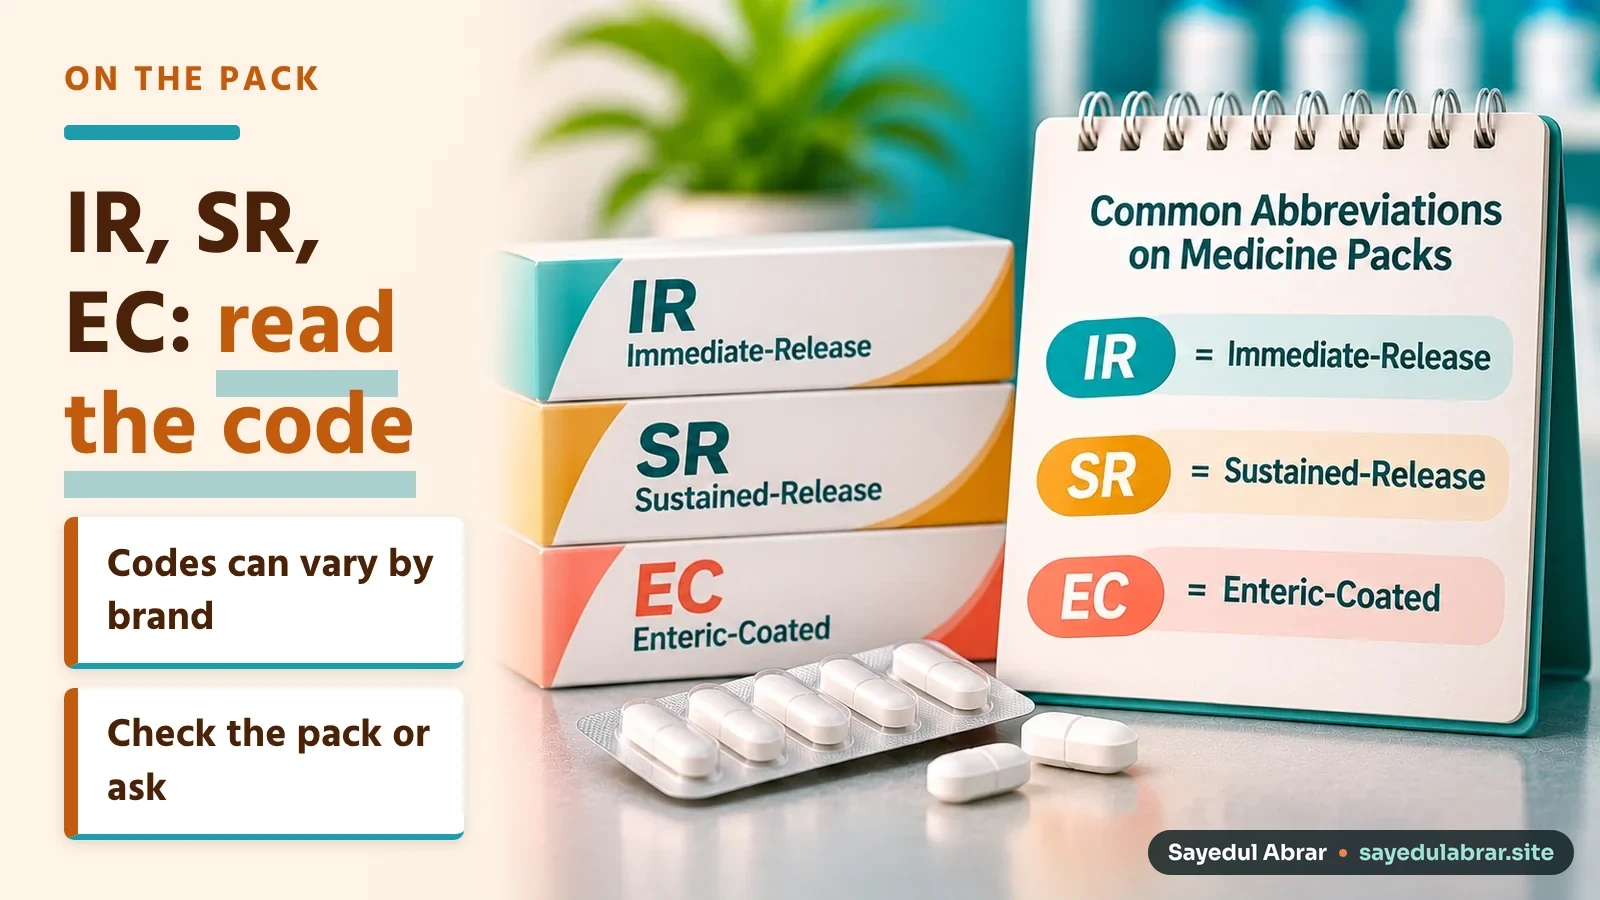 ON THE PACK
IR, SR,
EC: read
the code
Codes can vary by
brand
Check the pack or
ask
IR
Immediate-Release
SR
Sustained-Release
EC
Enteric-Coated
Common Abbreviations
on Medicine Packs
IR = Immediate-Release
SR = Sustained-Release
EC = Enteric-Coated
Sayedul Abrar • sayedulabrar.site